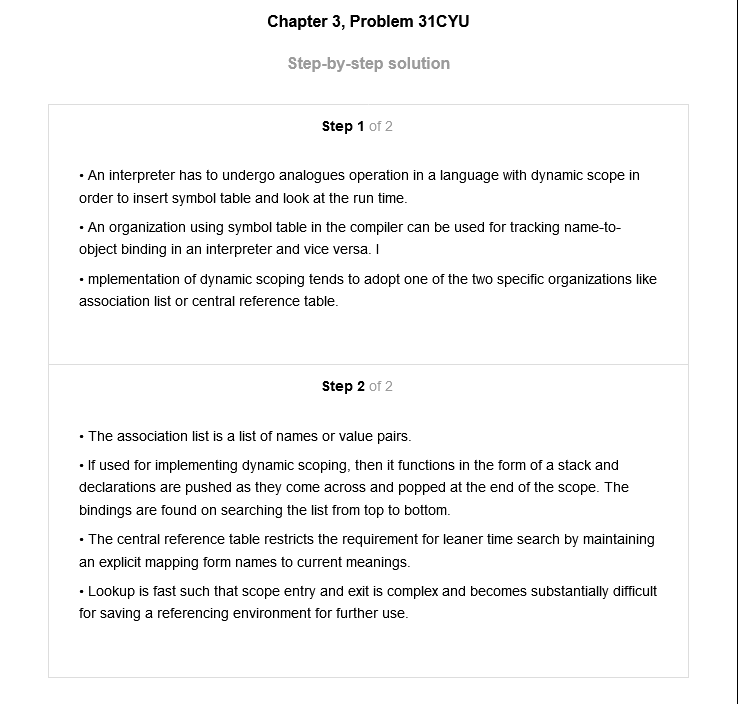 Chapter 3, Problem 31CYU
Step-by-step solution
Step 1 of 2
• An interpreter has to undergo analogues operation in a language with dynamic scope in
order to insert symbol table and look at the run time.
• An organization using symbol table in the compiler can be used for tracking name-to-
object binding in an interpreter and vice versa. I
• mplementation of dynamic scoping tends to adopt one of the two specific organizations like
association list or central reference table.
Step 2 of 2
• The association list is a list of names or value pairs.
• If used for implementing dynamic scoping, then it functions in the form of a stack and
declarations are pushed as they come across and popped at the end of the scope. The
bindings are found on searching the list from top to bottom.
• The central reference table restricts the requirement for leaner time search by maintaining
an explicit mapping form names to current meanings.
• Lookup is fast such that scope entry and exit is complex and becomes substantially difficult
for saving a referencing environment for further use.